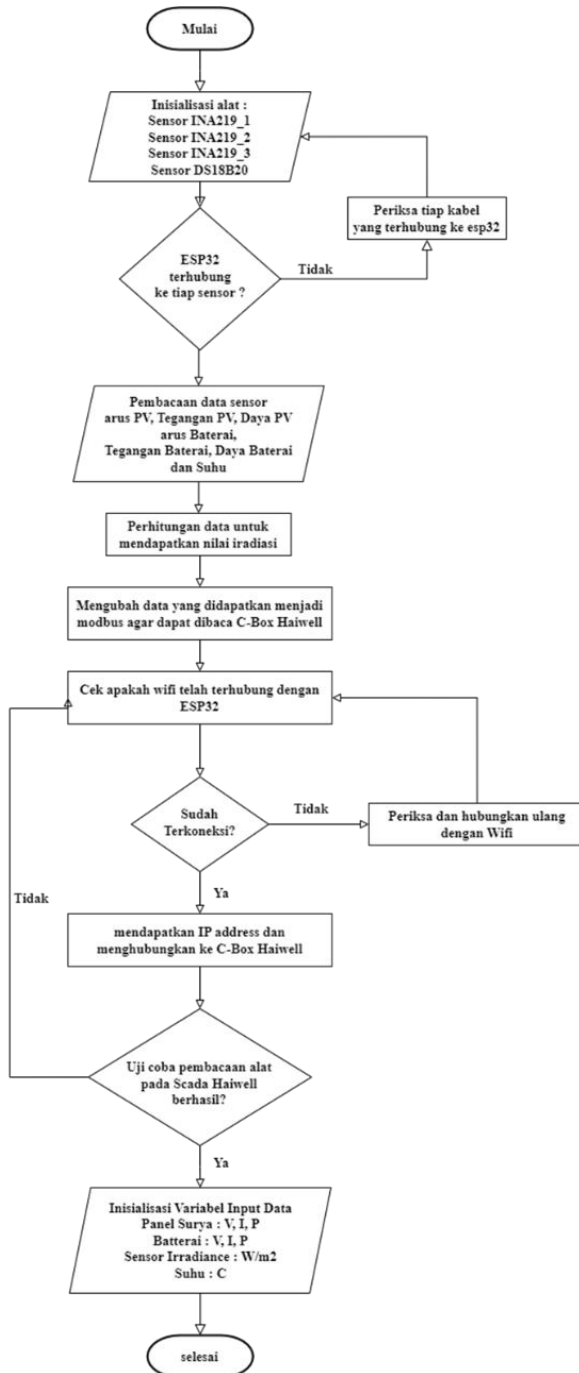 Mulai
Inisialisasi alat :
Sensor INA219_1
Sensor INA219_2
Sensor INA219_3
Sensor DS18B20
Periksa tiap kabel
yang terhubung ke esp32
ESP32
terhubung
ke tiap sensor ?
Tidak
Pembacaan data sensor
arus PV, Tegangan PV, Daya PV
arus Baterai,
Tegangan Baterai, Daya Baterai
dan Suhu
Perhitungan data untuk
mendapatkan nilai iradiasi
Mengubah data yang didapatkan menjadi
modbus agar dapat dibaca C-Box Haiwell
Cek apakah wifi telah terhubung dengan
ESP32
Sudah
Terkoneksi?
Tidak
Periksa dan hubungkan ulang
dengan Wifi
Ya
Tidak
mendapatkan IP address dan
menghubungkan ke C-Box Haiwell
Uji coba pembacaan alat
pada Scada Haiwell
berhasil?
Ya
Inisialisasi Variabel Input Data
Panel Surya : V, I, P
Batterai : V, I, P
Sensor Irradiance : W/m2
Suhu : C
selesai